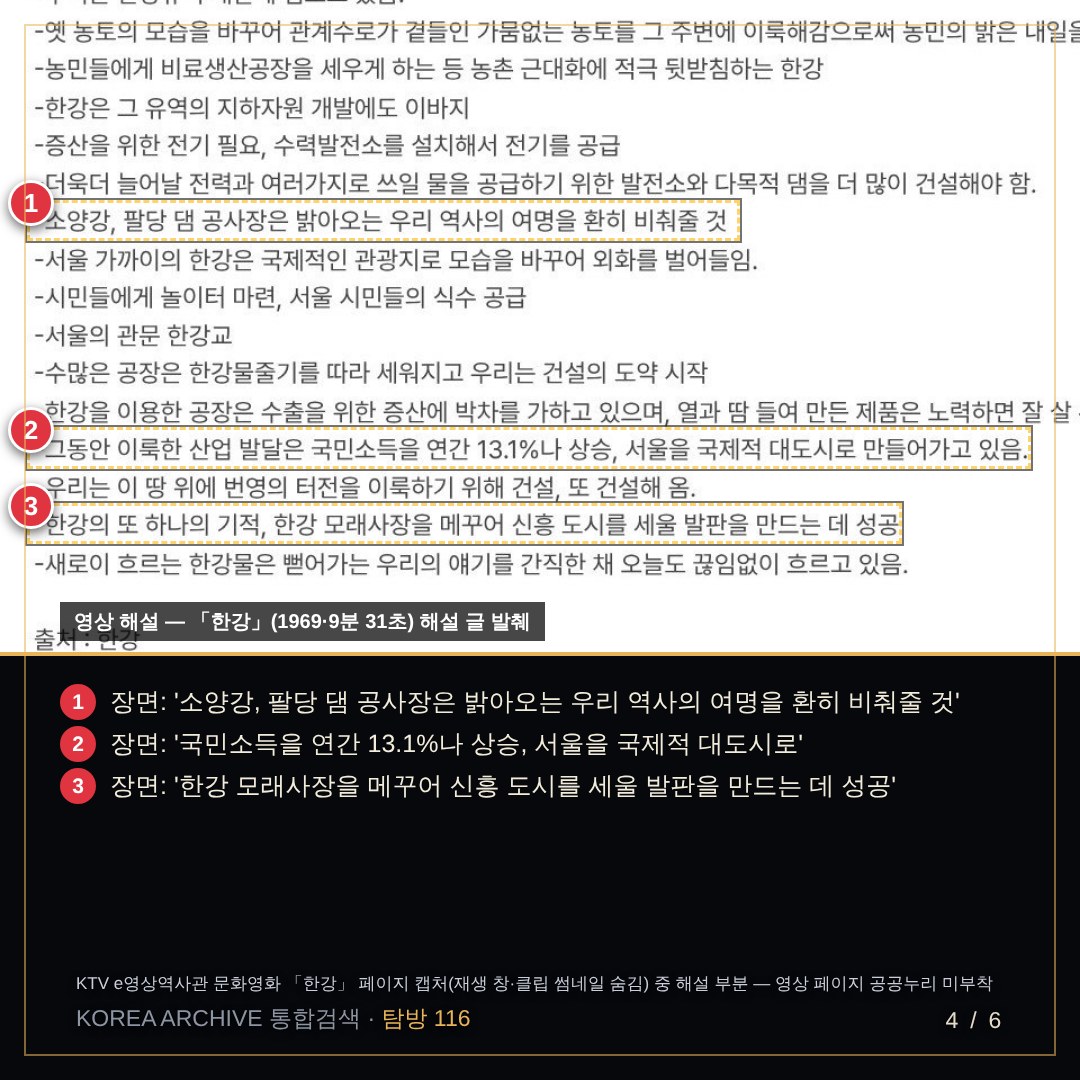 -옛 농토의 모습을 바꾸어 관계수로가 곁들인 가뭄없는 농토를 그 주변에 이룩해감으로써 농민의 밝은 내일을
-농민들에게 비료생산공장을 세우게 하는 등 농촌 근대화에 적극 뒷받침하는 한강
-한강은 그 유역의 지하자원 개발에도 이바지
-증산을 위한 전기 필요, 수력발전소를 설치해서 전기를 공급
더욱더 늘어날 전력과 여러가지로 쓰일 물을 공급하기 위한 발전소와 다목적 댐을 더 많이 건설해야 함.
1 소양강, 팔당 댐 공사장은 밝아오는 우리 역사의 여명을 환히 비춰줄 것
-서울 가까이의 한강은 국제적인 관광지로 모습을 바꾸어 외화를 벌어들임.
-시민들에게 놀이터 마련, 서울 시민들의 식수 공급
-서울의 관문 한강교
-수많은 공장은 한강물줄기를 따라 세워지고 우리는 건설의 도약 시작
한강을 이용한 공장은 수출을 위한 증산에 박차를 가하고 있으며, 열과 땀 들여 만든 제품은 노력하면 잘 살
2 그동안 이룩한 산업 발달은 국민소득을 연간 13.1%나 상승, 서울을 국제적 대도시로 만들어가고 있음.
우리는 이 땅 위에 번영의 터전을 이룩하기 위해 건설, 또 건설해 옴.
3 한강의 또 하나의 기적, 한강 모래사장을 메꾸어 신흥 도시를 세울 발판을 만드는 데 성공
-새로이 흐르는 한강물은 뻗어가는 우리의 얘기를 간직한 채 오늘도 끊임없이 흐르고 있음.
영상 해설 — 「한강」(1969·9분 31초) 해설 글 발췌
출처 : 한강
1 장면: '소양강, 팔당 댐 공사장은 밝아오는 우리 역사의 여명을 환히 비춰줄 것'
2 장면: '국민소득을 연간 13.1%나 상승, 서울을 국제적 대도시로'
3 장면: '한강 모래사장을 메꾸어 신흥 도시를 세울 발판을 만드는 데 성공'
KTV e영상역사관 문화영화 「한강」 페이지 캡처(재생 창·클립 썸네일 숨김) 중 해설 부분 — 영상 페이지 공공누리 미부착
KOREA ARCHIVE 통합검색 · 탐방 116
4 / 6